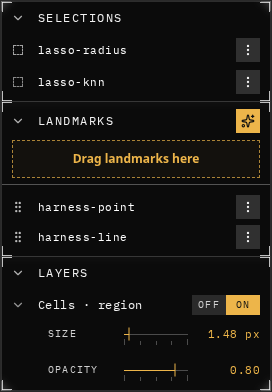 SELECTIONS
lasso-radius
lasso-knn
LANDMARKS
Drag landmarks here
harness-point
harness-line
LAYERS
Cells · region OFF ON
SIZE 1.48 px
OPACITY 0.80